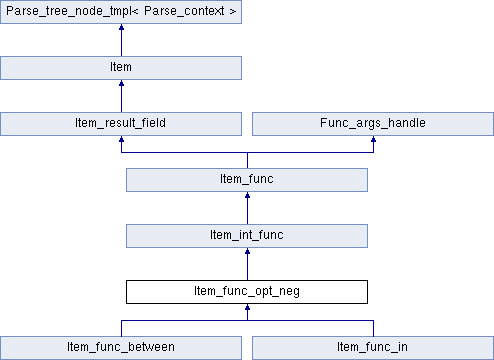 Parse_tree_node_tmpl< Parse_context >
Item
Item_result_field
Func_args_handle
Item_func
Item_int_func
Item_func_opt_neg
Item_func_between
Item_func_in